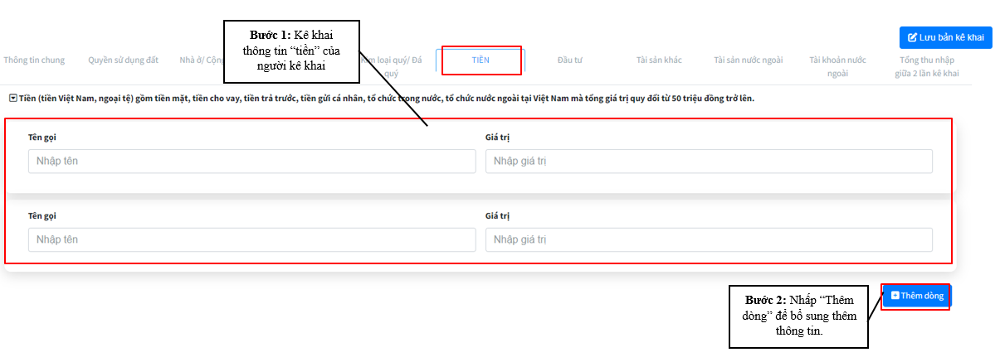 Bước 1: Kê khai
thông tin “tiền” của
người kê khai
Lưu bản kê khai
Thông tin chung
Quyền sử dụng đất
Nhà ở/ Công
loại quý/ Đá
quý
TIỀN
Đầu tư
Tài sản khác
Tài sản nước ngoài
Tài khoản nước
ngoài
Tổng thu nhập
giữa 2 lần kê khai
Tiền (tiền Việt Nam, ngoại tệ) gồm tiền mặt, tiền cho vay, tiền trả trước, tiền gửi cá nhân, tổ chức trong nước, tổ chức nước ngoài tại Việt Nam mà tổng giá trị quy đổi từ 50 triệu đồng trở lên.
Tên gọi
Giá trị
Nhập tên
Nhập giá trị
Tên gọi
Giá trị
Nhập tên
Nhập giá trị
Thêm dòng
Bước 2: Nhấp “Thêm
dòng” để bổ sung thêm
thông tin.